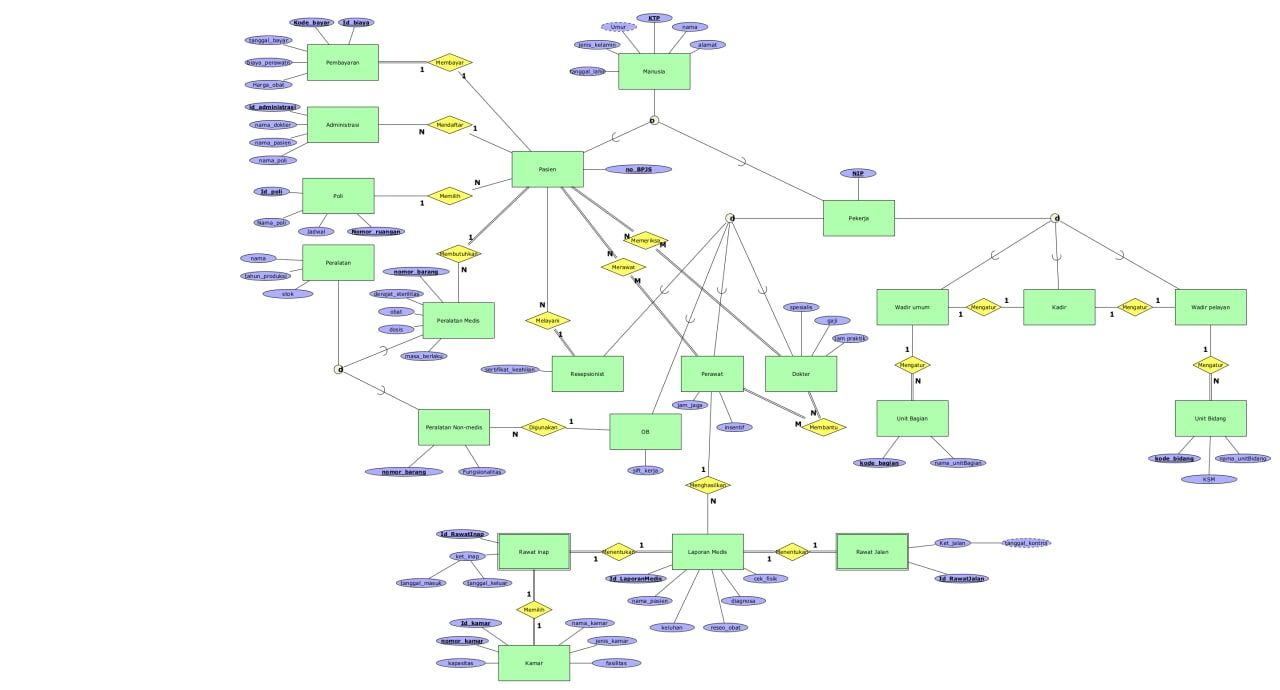 KTP
Umur
nama
jenis_kelamin
alamat
tanggal_lahir
Manusia
o
Kode_bayar
Id_biaya
tanggal_bayar
biaya_perawatn
Harga_obat
Pembayaran
1
Membayar
1
id_administrasi
nama_dokter
nama_pasien
nama_poli
Administrasi
N
Mendaftar
1
Pasien
no_BPJS
Id_poli
Nama_poli
Jadwal
Nomor_ruangan
Poli
1
Memilih
N
NIP
Pekerja
d
d
nama
tahun_produksi
stok
Peralatan
1
Membutuhkan
N
nomor_barang
derajat_sterilitas
obat
dosis
masa_berlaku
Peralatan Medis
d
N
Memeriksa
M
N
Merawat
M
N
Melayani
1
sertifikat_keahlian
Resepsionist
Perawat
jam_jaga
insentif
spesialis
gaji
jam praktik
Dokter
N
M
Membantu
Wadir umum
1
Mengatur
1
Kadir
1
Mengatur
1
Wadir pelayan
1
Mengatur
N
1
Mengatur
N
Unit Bagian
kode_bagian
nama_unitBagian
Unit Bidang
kode_bidang
nama_unitBidang
KSM
Peralatan Non-medis
nomor_barang
Fungsionalitas
N
Digunakan
1
OB
sift_kerja
1
Menghasilkan
N
Id_RawatInap
ket_inap
tanggal_masuk
tanggal_keluar
Rawat inap
1
Menentukan
1
Laporan Medis
1
Menentukan
1
Rawat Jalan
Ket_jalan
tanggal_kontrol
Id_RawatJalan
Id_LaporanMedis
nama_pasien
keluhan
resep_obat
diagnosa
cek_fisik
1
Memilih
1
Id_kamar
nomor_kamar
kapasitas
nama_kamar
jenis_kamar
fasilitas
Kamar